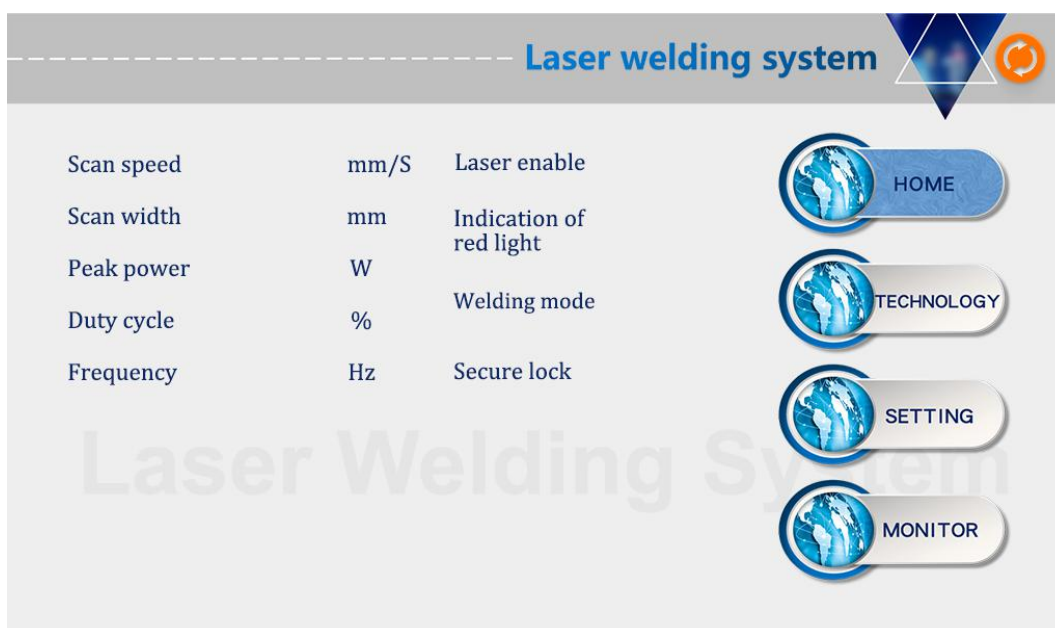 Laser welding system
Scan speed mm/S Laser enable
HOME
Scan width mm Indication of
red light
Peak power W
TECHNOLOGY
Welding mode
Duty cycle %
Frequency Hz Secure lock
SETTING
Laser Welding System
MONITOR